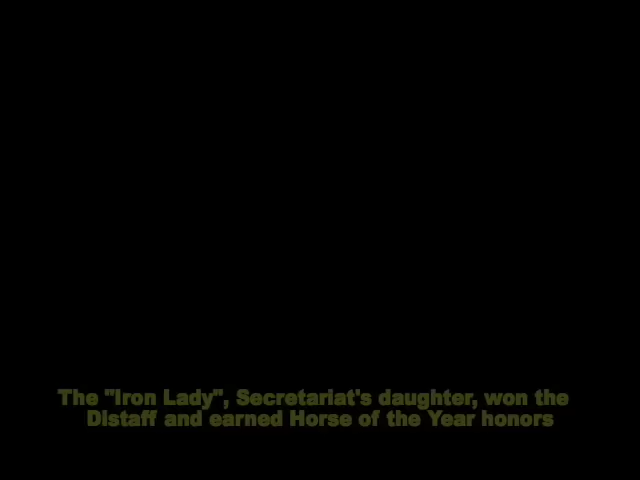 The "Iron Lady", Secretariat's daughter, won the
Distaff and earned Horse of the Year honors